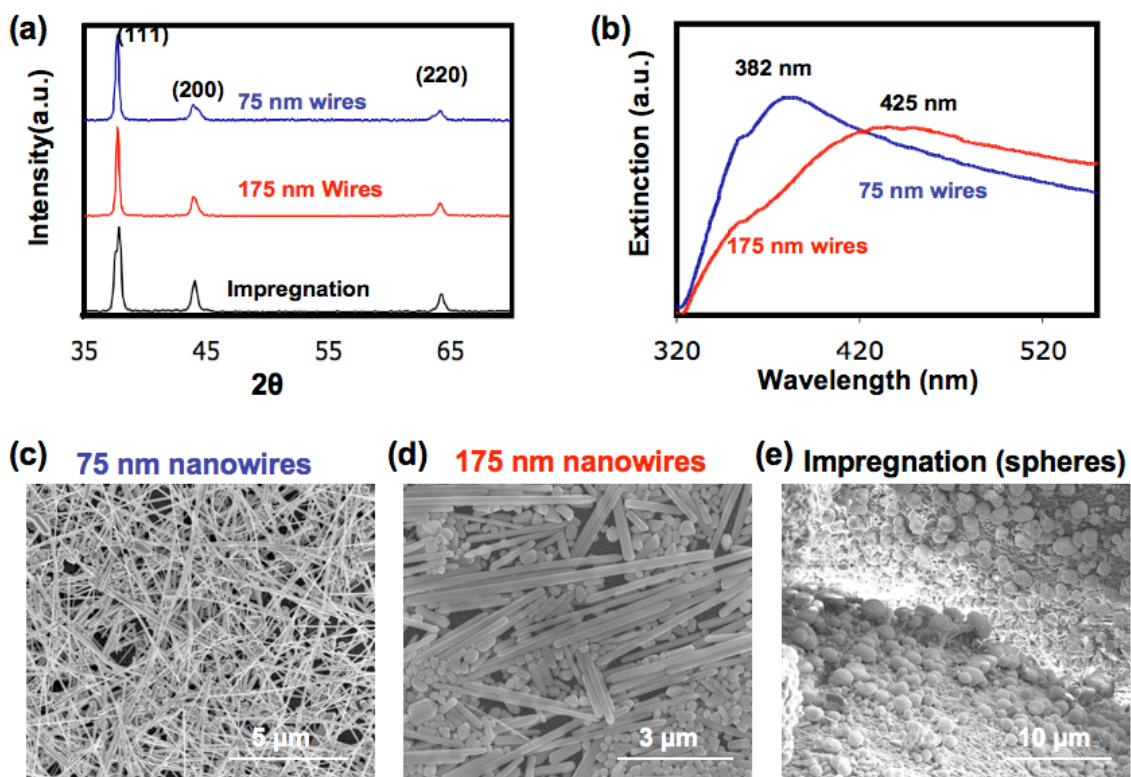 (a)
(111)
(200)
(220)
75 nm wires
175 nm Wires
Impregnation
Intensity(a.u.)
35
45
55
65
2θ
(b)
382 nm
425 nm
75 nm wires
175 nm wires
Extinction (a.u.)
320
420
520
Wavelength (nm)
(c) 75 nm nanowires
5 µm
(d) 175 nm nanowires
3 µm
(e) Impregnation (spheres)
10 µm